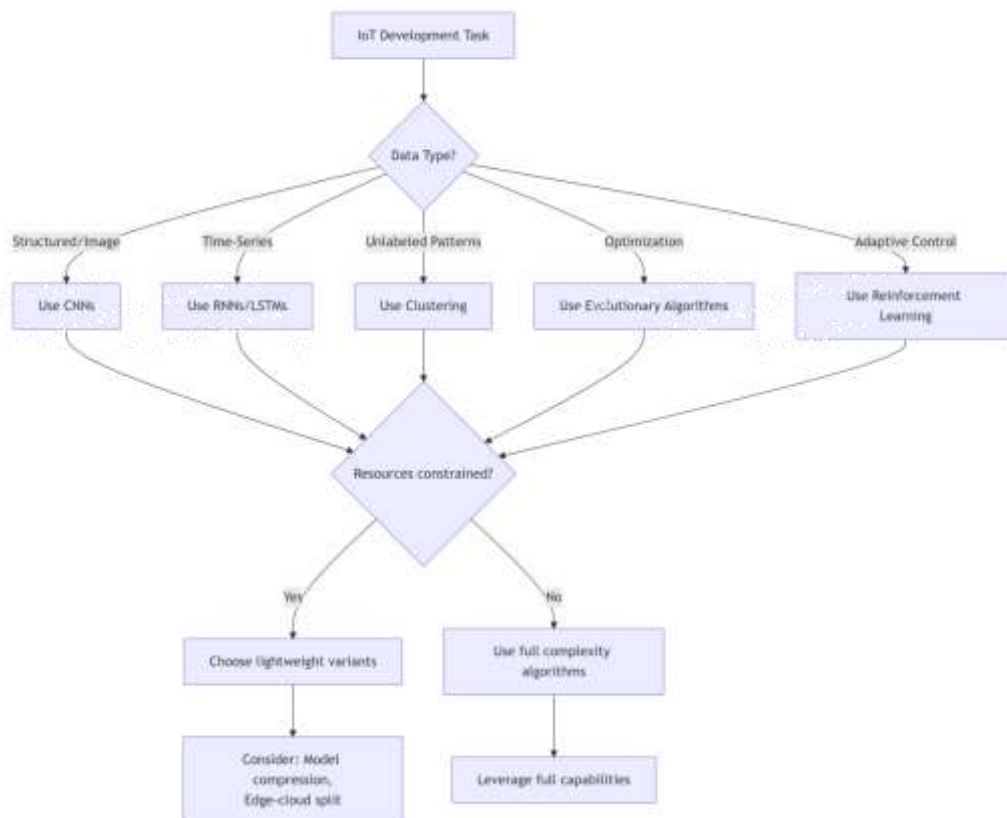 IoT Development Task
Data Type?
Structured/Image
Time-Series
Unlabeled Patterns
Optimization
Adaptive Control
Use CNNs
Use RNNs/LSTMs
Use Clustering
Use Evolutionary Algorithms
Use Reinforcement
Learning
Resources constrained?
Yes
No
Choose lightweight variants
Use full complexity
algorithms
Consider: Model
compression,
Edge-cloud split
Leverage full capabilities